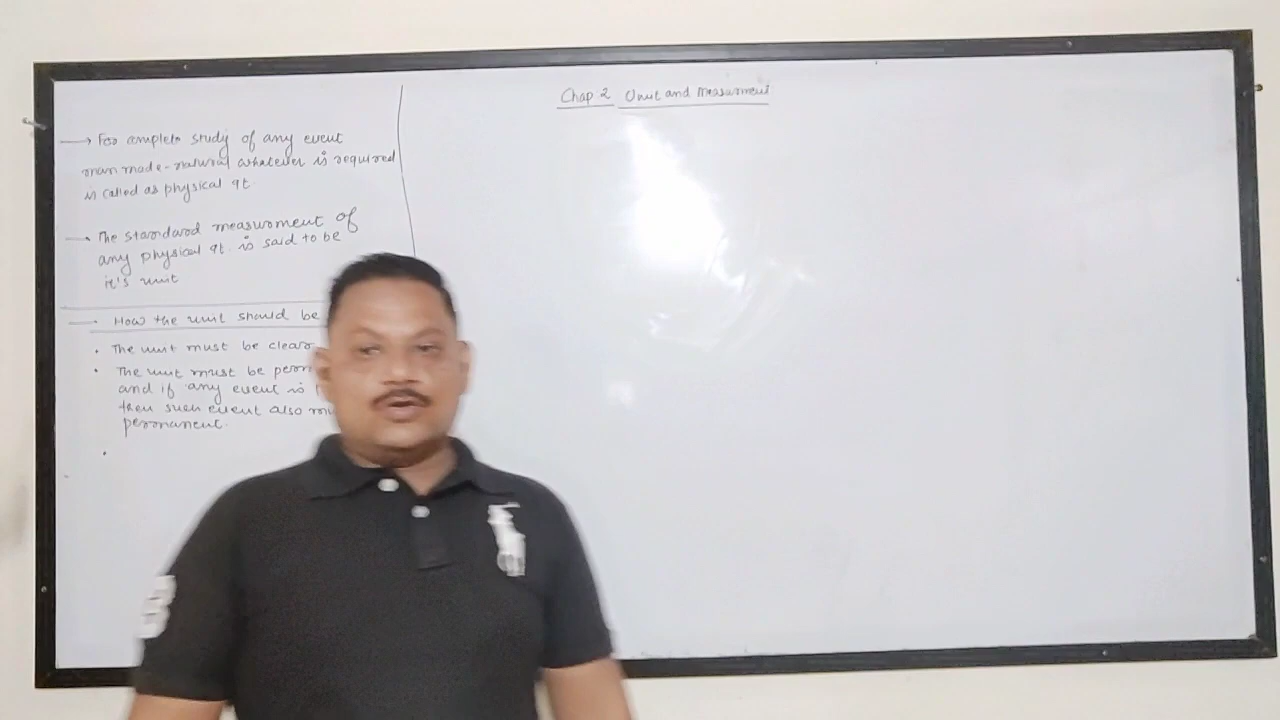 Chap 2 Unit and Measurment
→ For complete study of any event
man made-natural whatever is required
is called as physical qt.
→ The standard measurment of
any physical qt. is said to be
it's unit
→ How the unit should be
• The unit must be clear
• The unit must be
and if any event is
then such event also
permanent.
3